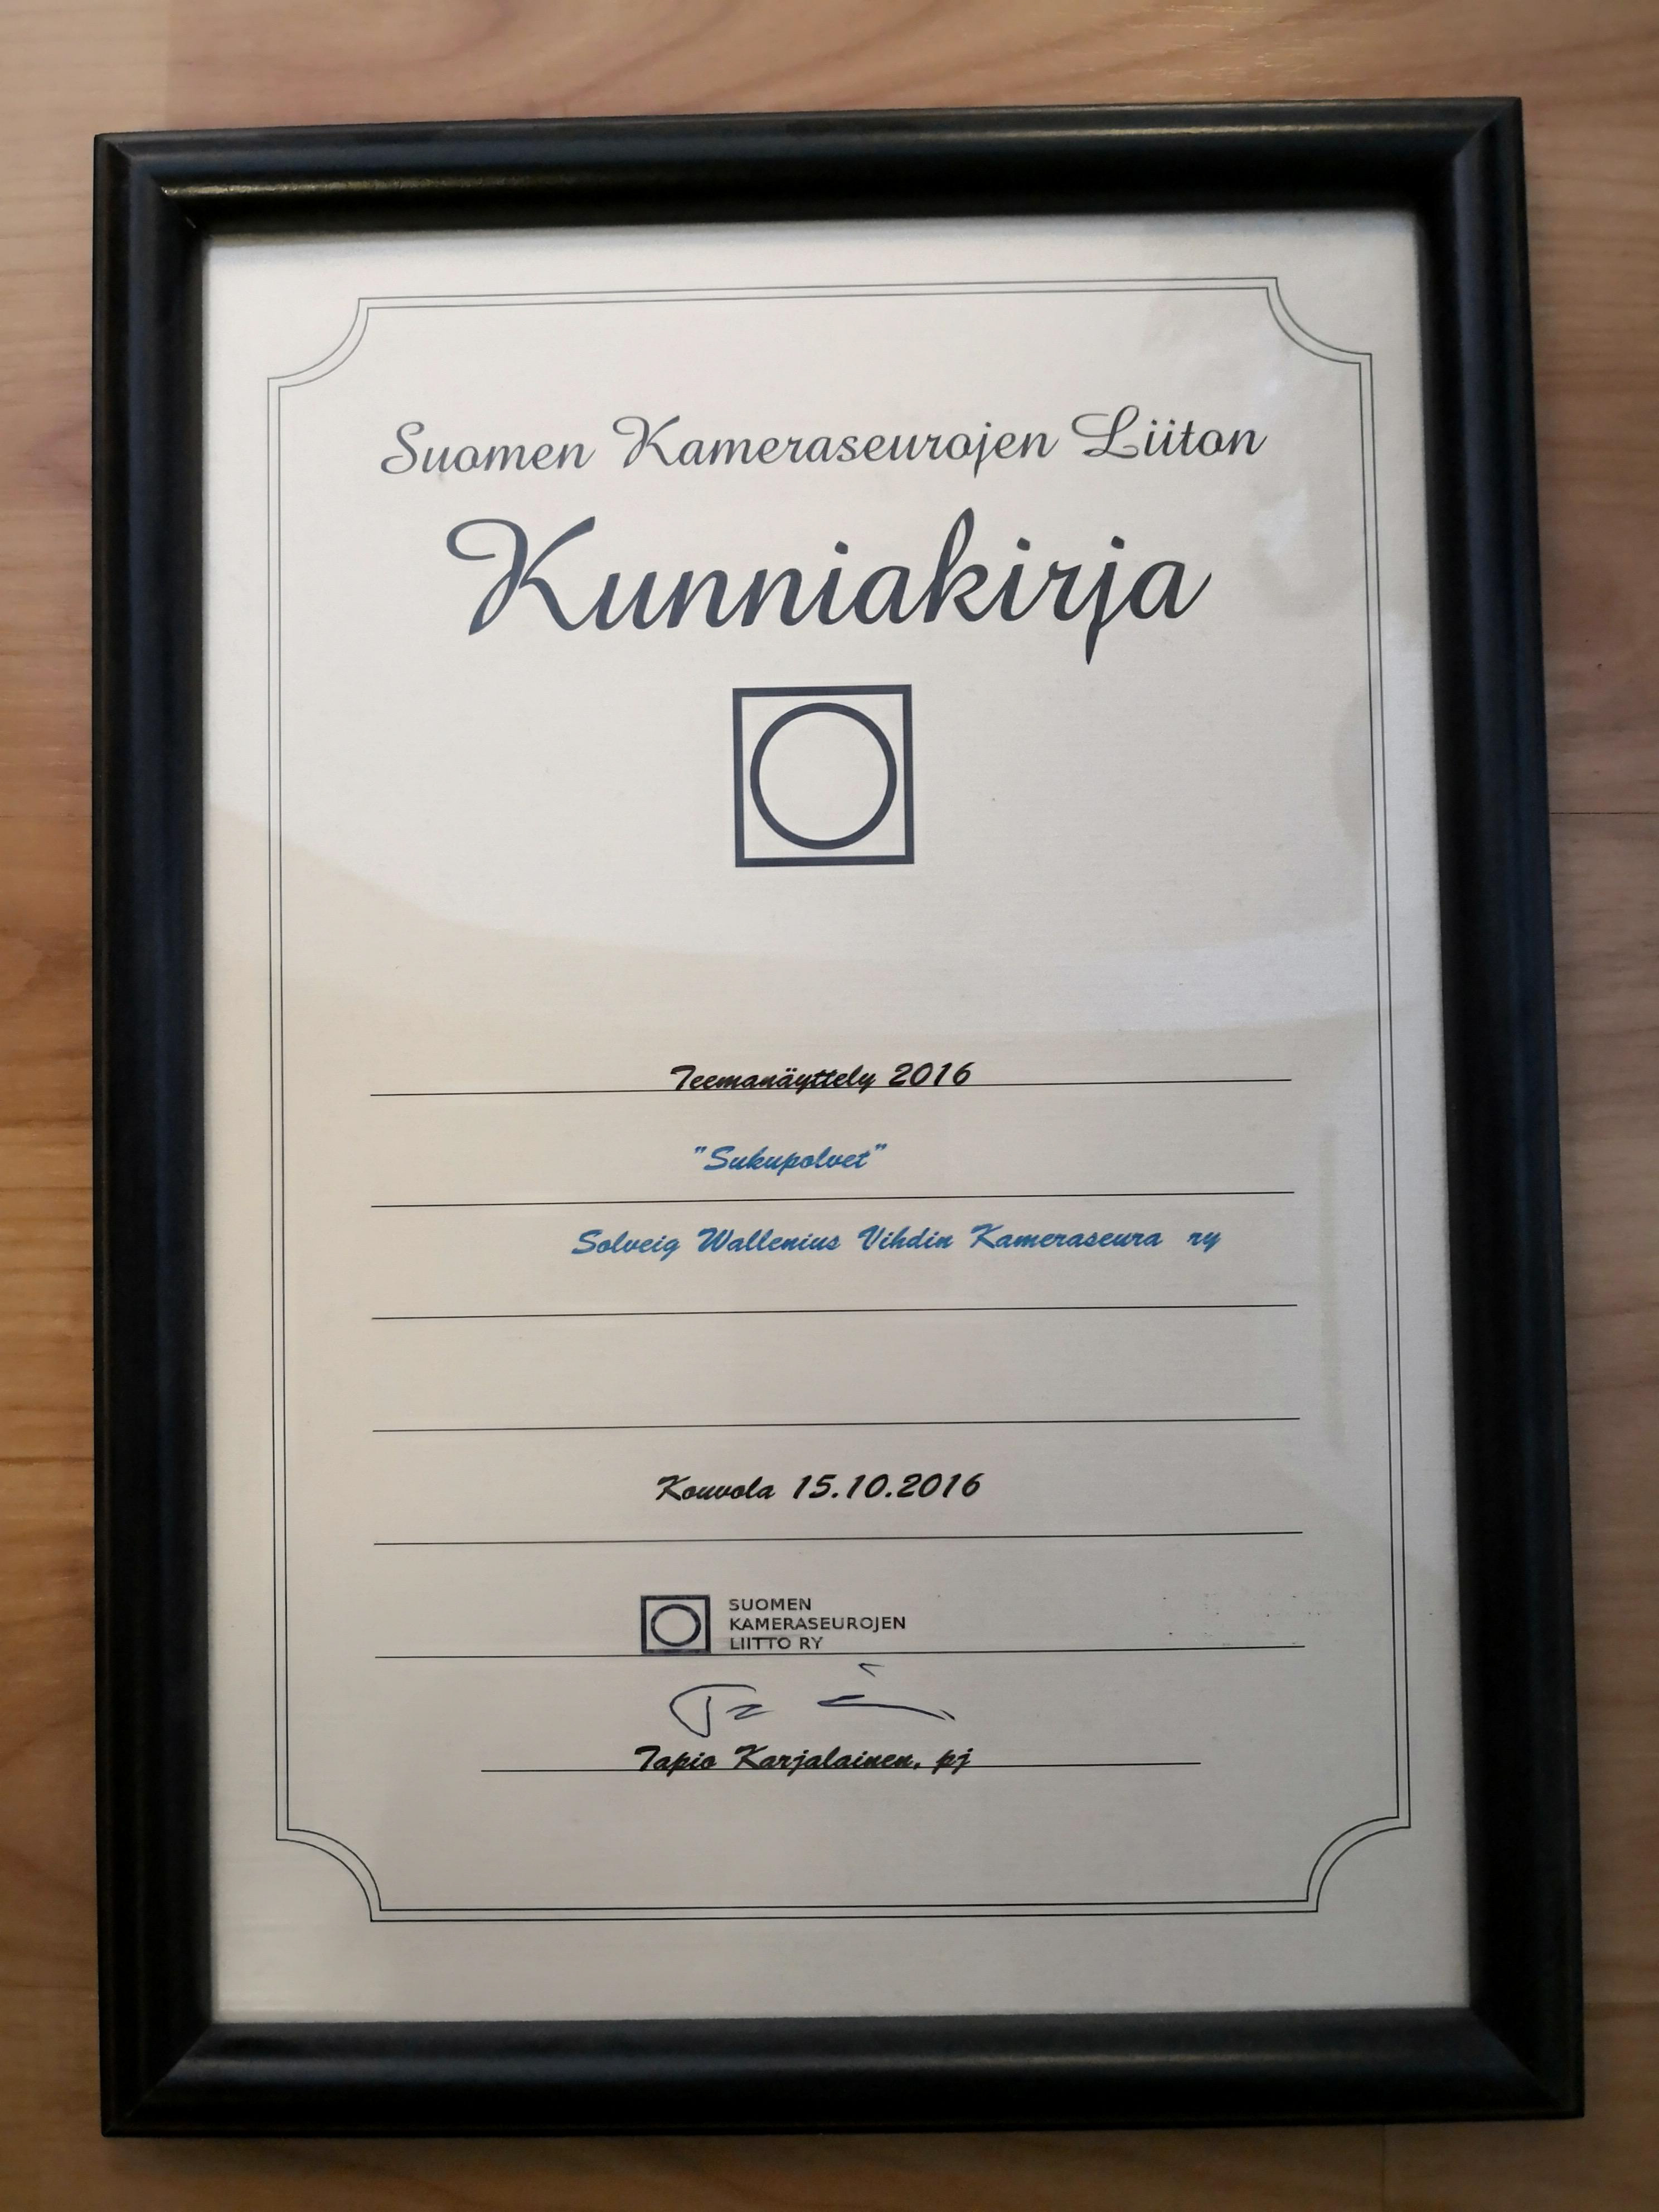 Suomen Kameraseurojen Liiton
Kunniakirja
Teemanäyttely 2016
"Sukupolvet"
Solveig Wallenius Vihdin Kameraseura ry
Kouvola 15.10.2016
SUOMEN
KAMERASEUROJEN
LIITTO RY
Tapio Karjalainen, pj